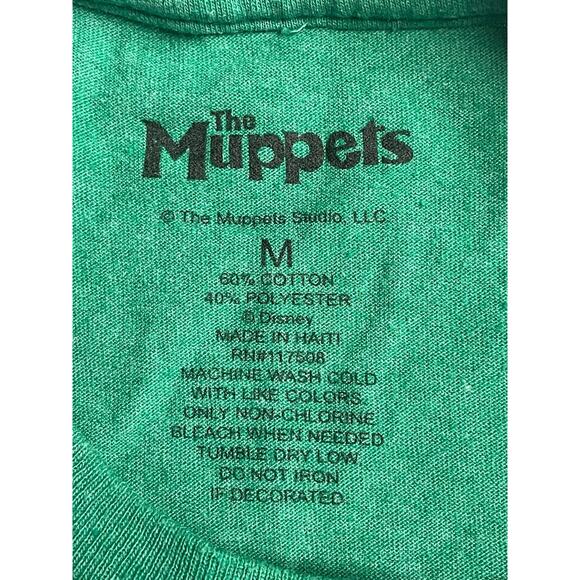 The
Muppets
© The Muppets Studio, LLC
M
60% COTTON
40% POLYESTER
© Disney
MADE IN HAITI
RN#117508
MACHINE WASH COLD
WITH LIKE COLORS.
ONLY NON-CHLORINE
BLEACH WHEN NEEDED
TUMBLE DRY LOW.
DO NOT IRON
IF DECORATED.